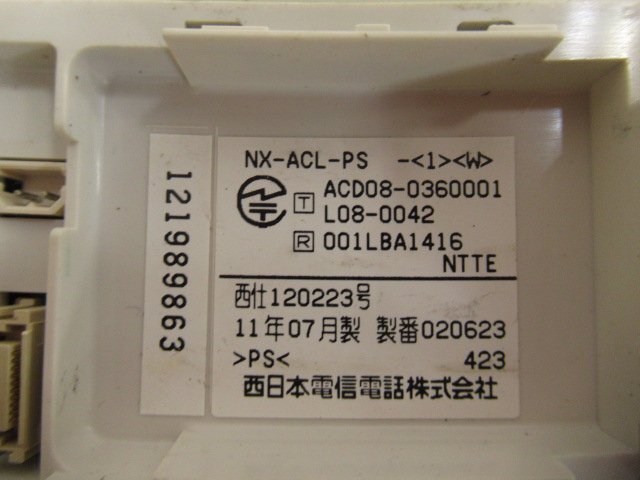 121989863
NX-ACL-PS -<1><W>
T ACD08-0360001
L08-0042
R 001LBA1416
NTTE
西仕120223号
11年07月製 製番020623
>PS< 423
西日本電信電話株式会社